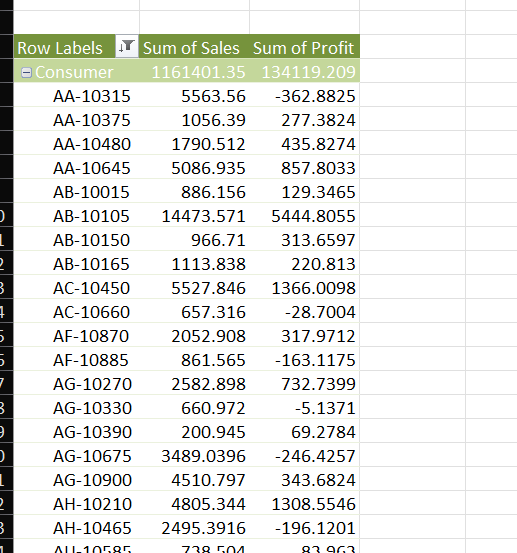 Row Labels Sum of Sales Sum of Profit
Consumer 1161401.35 134119.209
AA-10315 5563.56 -362.8825
AA-10375 1056.39 277.3824
AA-10480 1790.512 435.8274
AA-10645 5086.935 857.8033
AB-10015 886.156 129.3465
AB-10105 14473.571 5444.8055
AB-10150 966.71 313.6597
AB-10165 1113.838 220.813
AC-10450 5527.846 1366.0098
AC-10660 657.316 -28.7004
AF-10870 2052.908 317.9712
AF-10885 861.565 -163.1175
AG-10270 2582.898 732.7399
AG-10330 660.972 -5.1371
AG-10390 200.945 69.2784
AG-10675 3489.0396 -246.4257
AG-10900 4510.797 343.6824
AH-10210 4805.344 1308.5546
AH-10465 2495.3916 -196.1201
AH-10585 738.504 83.963